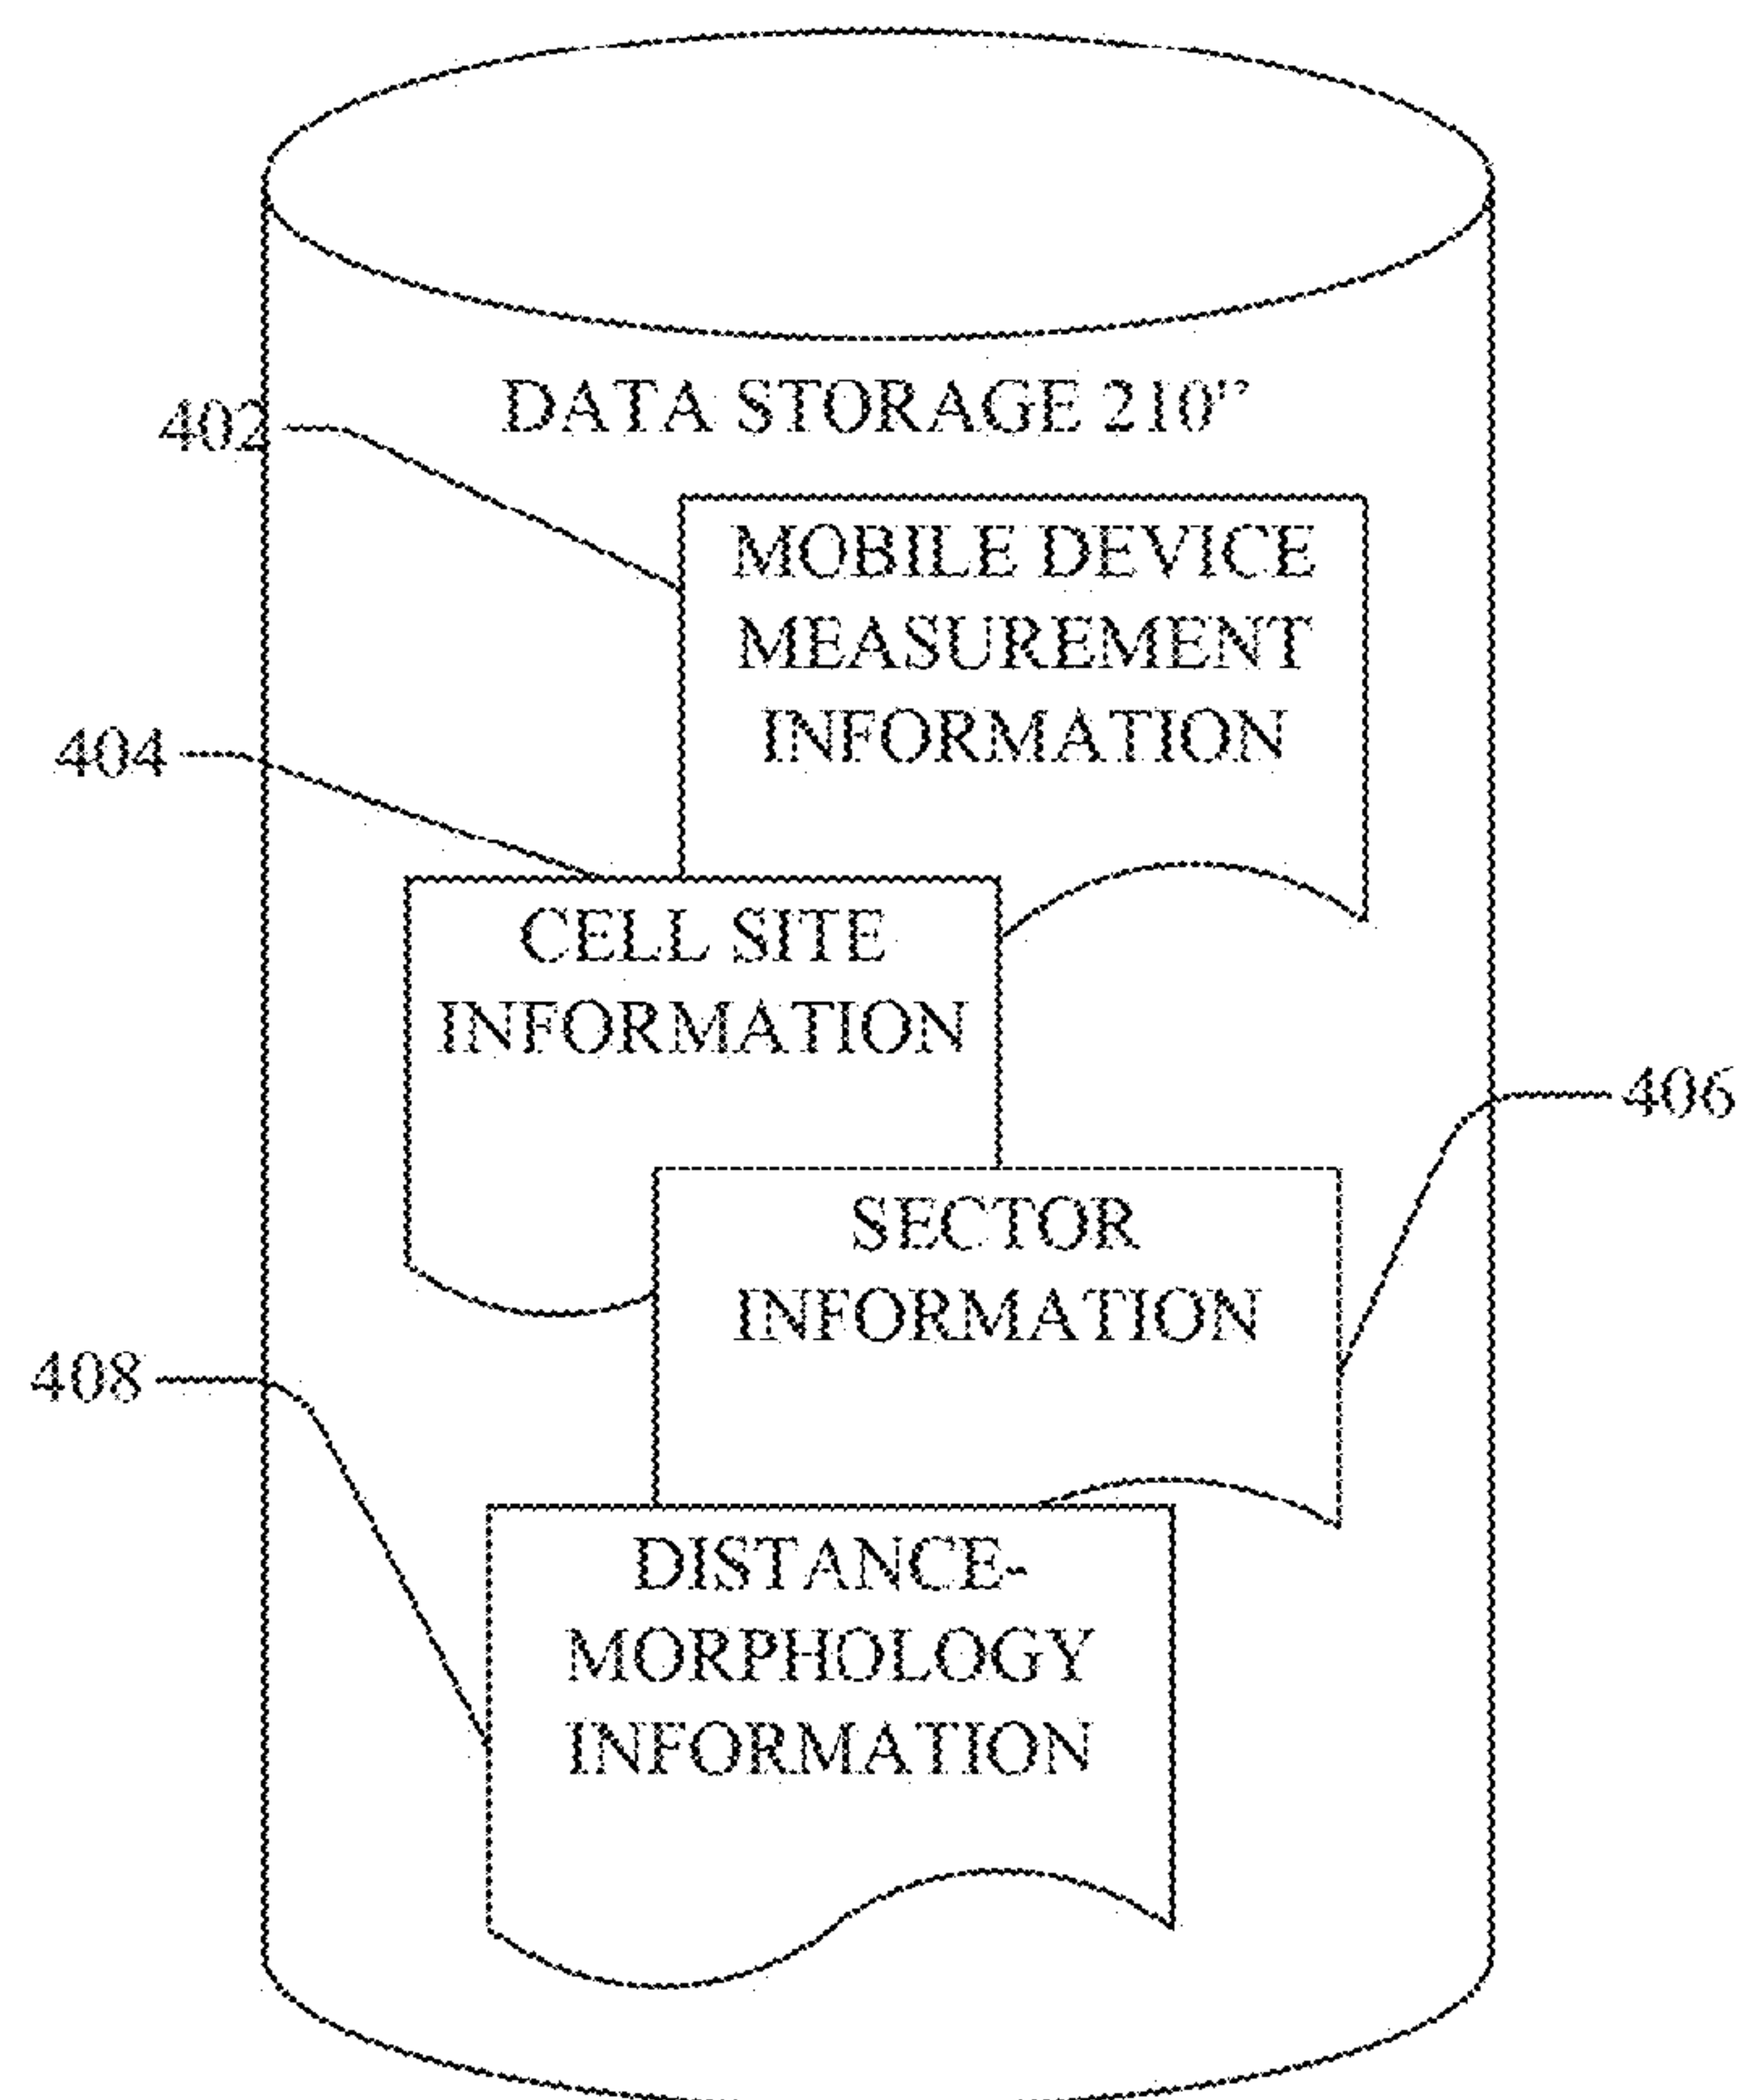 DATA STORAGE 210"
402
MOBILE DEVICE
MEASUREMENT
INFORMATION
404
CELL SITE
INFORMATION
406
SECTOR
INFORMATION
408
DISTANCE-
MORPHOLOGY
INFORMATION